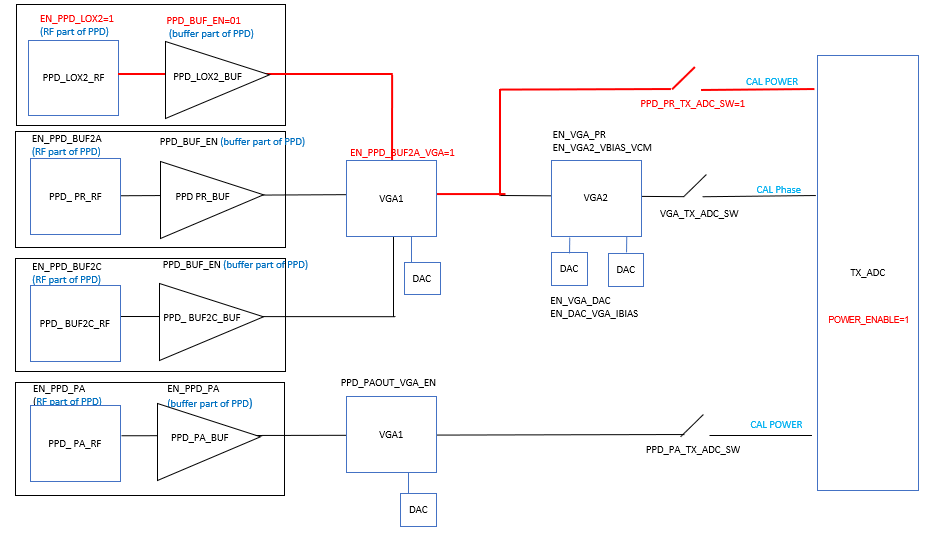 EN_PPD_LOX2=1
(RF part of PPD)
PPD_BUF_EN=01
(buffer part of PPD)
PPD_LOX2_RF
PPD_LOX2_BUF
CAL POWER
PPD_PR_TX_ADC_SW=1
EN_PPD_BUF2A
(RF part of PPD)
PPD_BUF_EN (buffer part of PPD)
EN_PPD_BUF2A_VGA=1
EN_VGA_PR
EN_VGA2_VBIAS_VCM
PPD_ PR_RF
PPD PR_BUF
VGA1
VGA2
CAL Phase
VGA_TX_ADC_SW
EN_PPD_BUF2C
(RF part of PPD)
PPD_BUF_EN (buffer part of PPD)
DAC
DAC
DAC
TX_ADC
EN_VGA_DAC
EN_DAC_VGA_IBIAS
PPD_ BUF2C_RF
PPD_ BUF2C_BUF
POWER_ENABLE=1
EN_PPD_PA
(RF part of PPD)
EN_PPD_PA
(buffer part of PPD)
PPD_PAOUT_VGA_EN
PPD_PA_RF
PPD_PA_BUF
VGA1
CAL POWER
PPD_PA_TX_ADC_SW
DAC